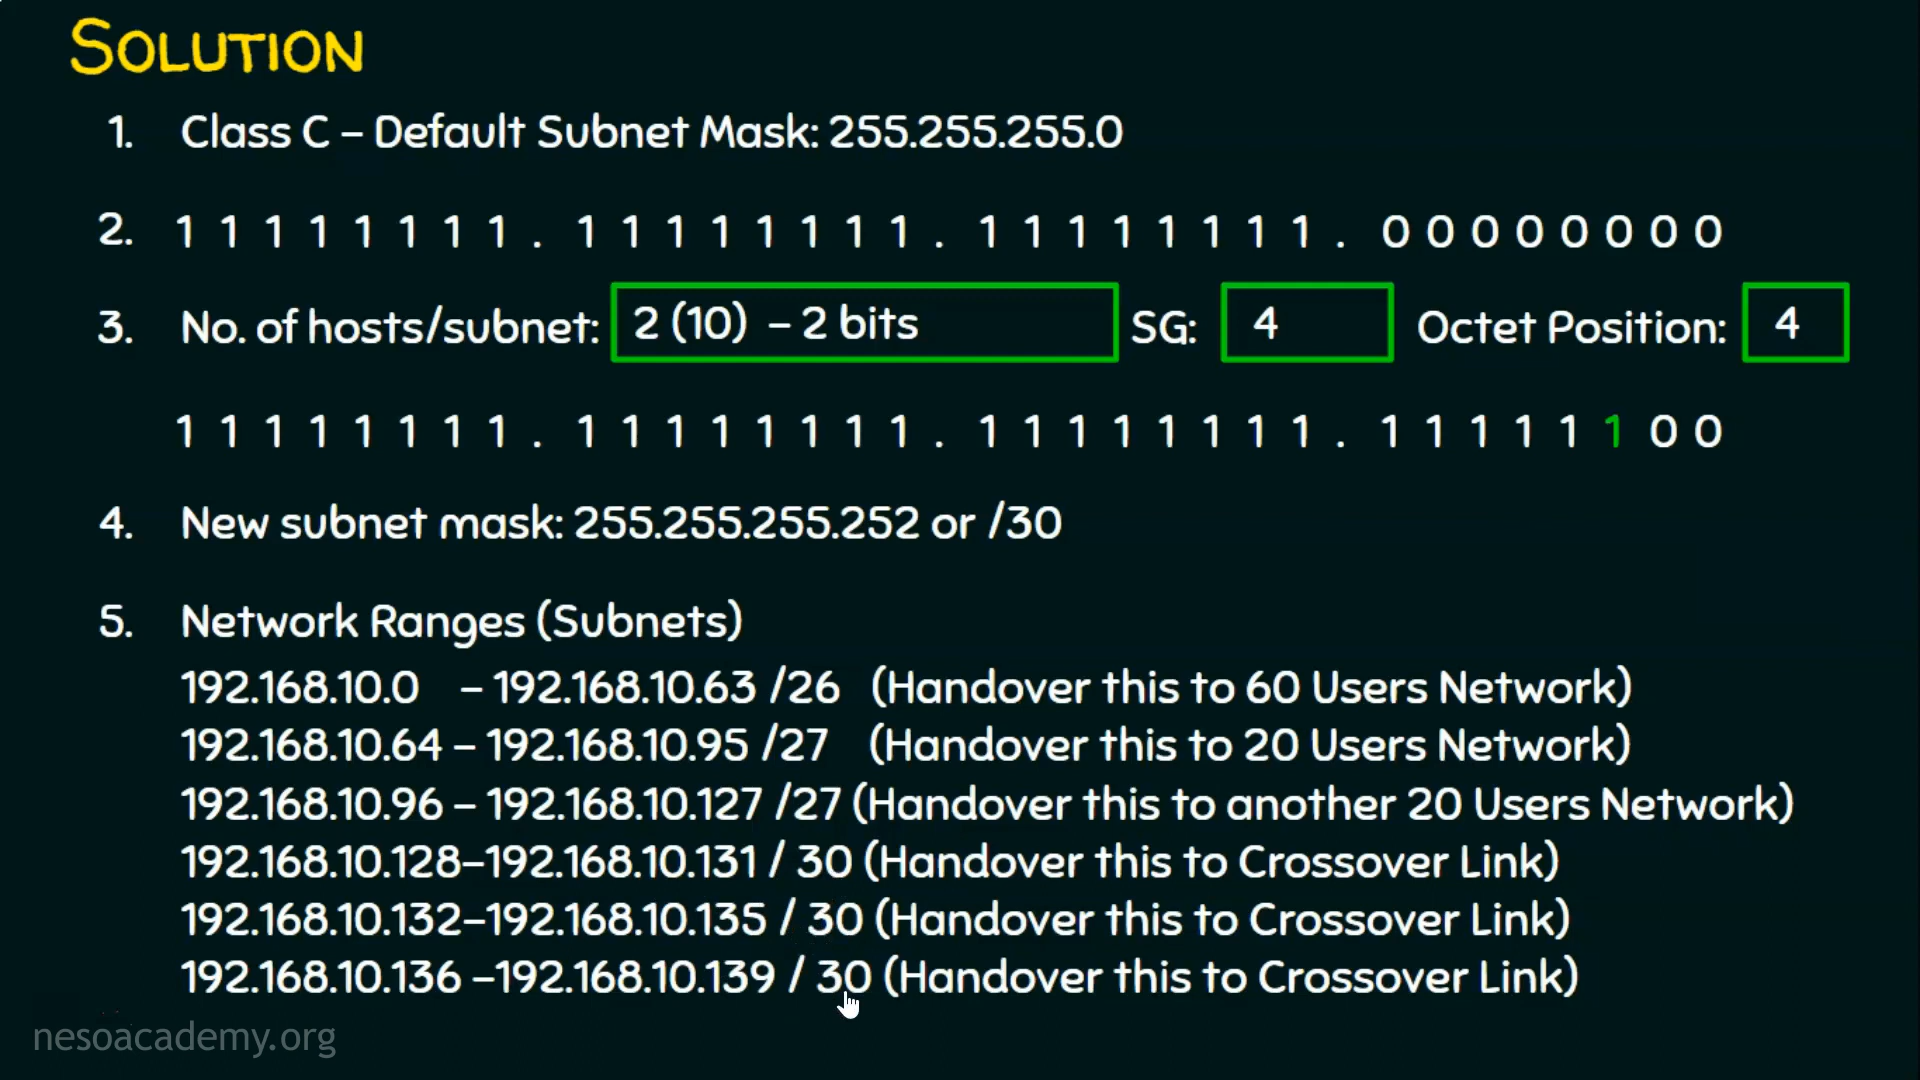 SOLUTION
1. Class C – Default Subnet Mask: 255.255.255.0
2. 1 1 1 1 1 1 1 1 . 1 1 1 1 1 1 1 1 . 1 1 1 1 1 1 1 1 . 0 0 0 0 0 0 0 0
3. No. of hosts/subnet: 2 (10) – 2 bits SG: 4 Octet Position: 4
1 1 1 1 1 1 1 1 . 1 1 1 1 1 1 1 1 . 1 1 1 1 1 1 1 1 . 1 1 1 1 1 1 0 0
4. New subnet mask: 255.255.255.252 or /30
5. Network Ranges (Subnets)
192.168.10.0 – 192.168.10.63 /26 (Handover this to 60 Users Network)
192.168.10.64 – 192.168.10.95 /27 (Handover this to 20 Users Network)
192.168.10.96 – 192.168.10.127 /27 (Handover this to another 20 Users Network)
192.168.10.128–192.168.10.131 / 30 (Handover this to Crossover Link)
192.168.10.132–192.168.10.135 / 30 (Handover this to Crossover Link)
192.168.10.136 –192.168.10.139 / 30 (Handover this to Crossover Link)
nesoacademy.org